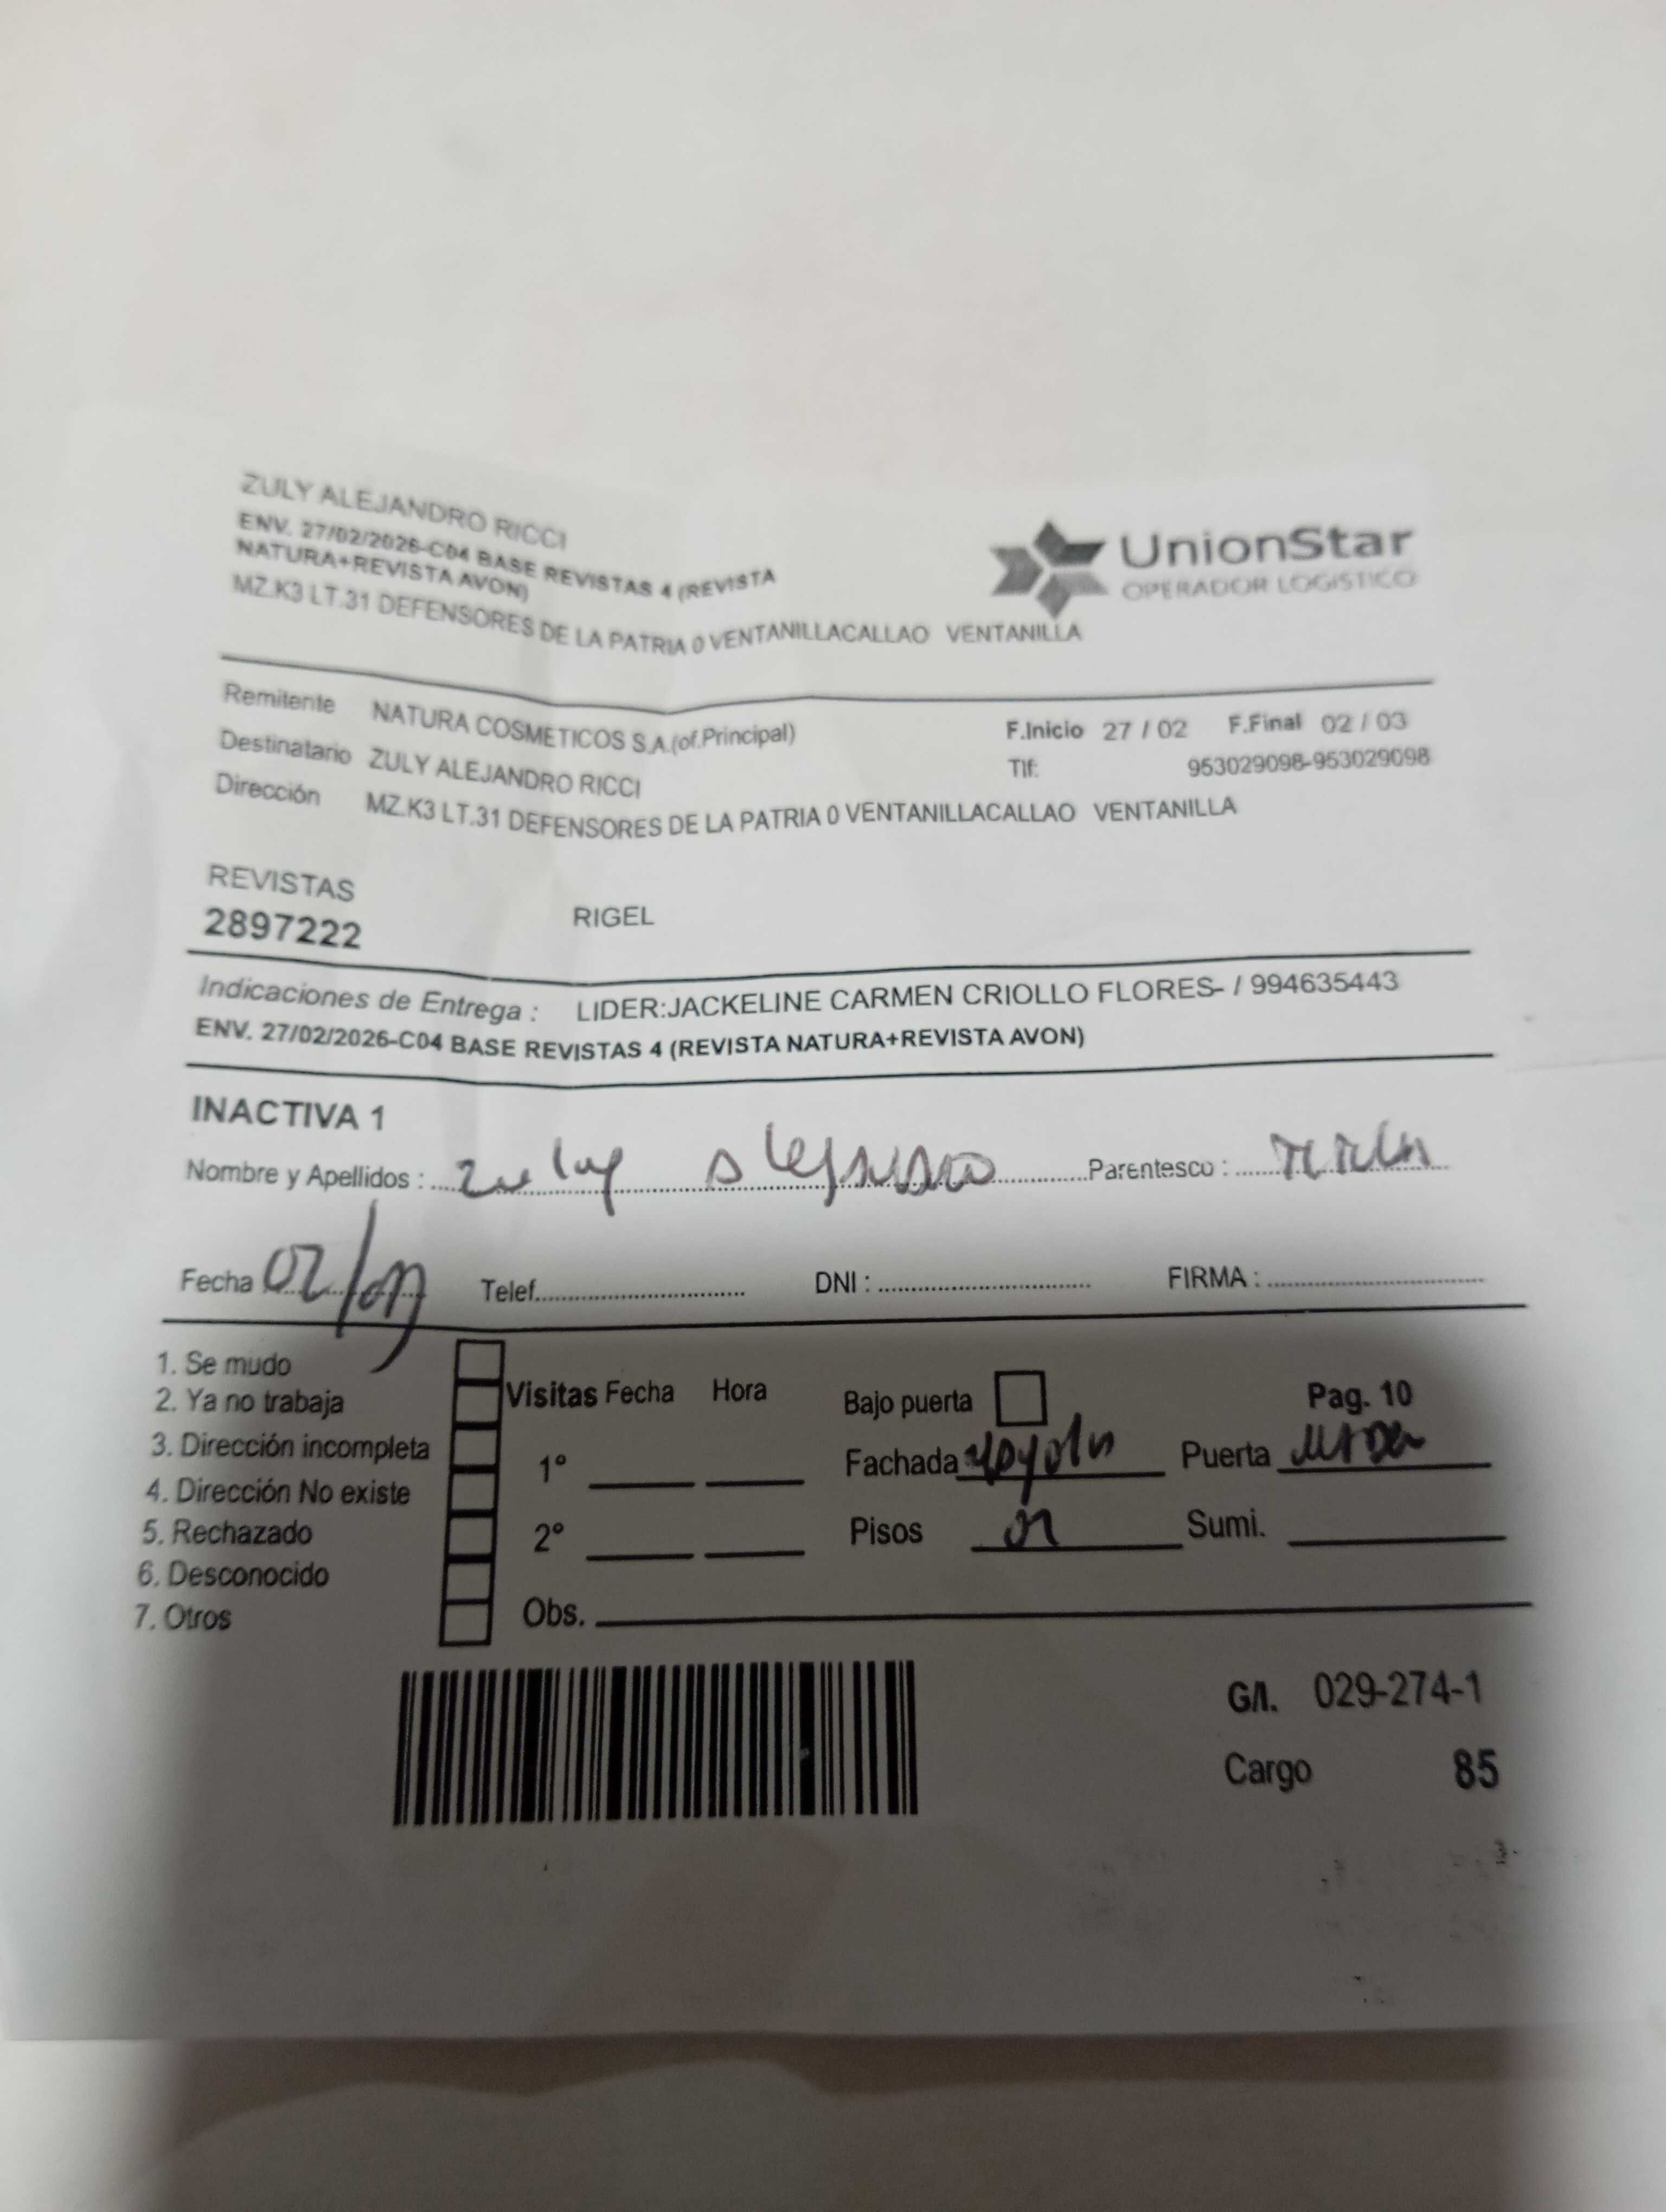 ZULY ALEJANDRO RICCI
ENV. 27/02/2026-C04 BASE REVISTAS 4 (REVISTA
NATURA+REVISTA AVON)
MZ.K3 LT.31 DEFENSORES DE LA PATRIA 0 VENTANILLACALLAO VENTANILLA
UnionStar
OPERADOR LOGISTICO
Remitente NATURA COSMETICOS S.A.(of.Principal) F.Inicio 27 / 02 F.Final 02 / 03
Destinatario ZULY ALEJANDRO RICCI Tlf: 953029098-953029098
Dirección MZ.K3 LT.31 DEFENSORES DE LA PATRIA 0 VENTANILLACALLAO VENTANILLA
REVISTAS
2897222 RIGEL
Indicaciones de Entrega : LIDER:JACKELINE CARMEN CRIOLLO FLORES- / 994635443
ENV. 27/02/2026-C04 BASE REVISTAS 4 (REVISTA NATURA+REVISTA AVON)
INACTIVA 1
Nombre y Apellidos : Zuly Alejandro Parentesco :
Fecha Telef. DNI : FIRMA :
1. Se mudo
2. Ya no trabaja
3. Dirección incompleta
4. Dirección No existe
5. Rechazado
6. Desconocido
7. Otros
Visitas Fecha Hora
1°
2°
Obs.
Bajo puerta Pag. 10
Fachada Puerta
Pisos Sumi.
G/I. 029-274-1
Cargo 85